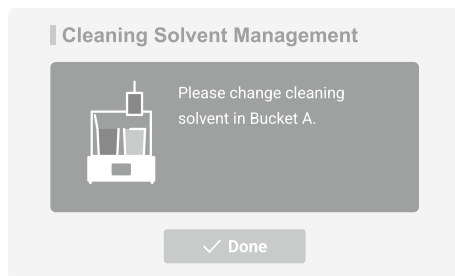 Cleaning Solvent Management
Please change cleaning
solvent in Bucket A.
Done